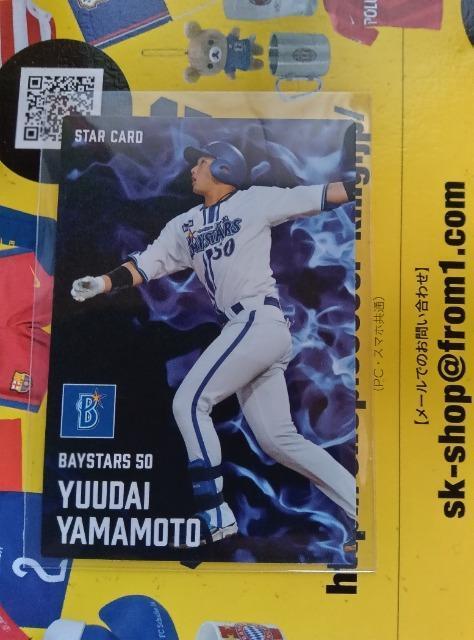 STAR CARD
BAYSTARS
50
B
BAYSTARS 50
YUUDAI
YAMAMOTO
(PC・スマホ共通)
【メールでのお問い合わせ】
sk-shop@from1.com
2